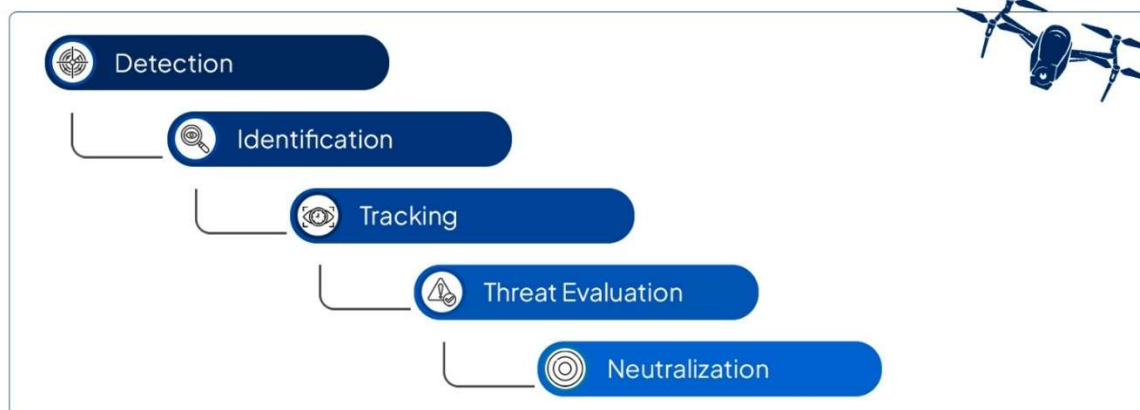 Detection
Identification
Tracking
Threat Evaluation
Neutralization